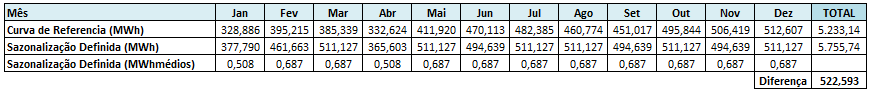 Mês Jan Fev Mar Abr Mai Jun Jul Ago Set Out Nov Dez TOTAL
Curva de Referencia (MWh) 328,886 395,215 385,339 332,624 411,920 470,113 482,385 460,774 451,017 495,844 506,419 512,607 5.233,14
Sazonalização Definida (MWh) 377,790 461,663 511,127 365,603 511,127 494,639 511,127 511,127 494,639 511,127 494,639 511,127 5.755,74
Sazonalização Definida (MWhmédios) 0,508 0,687 0,687 0,508 0,687 0,687 0,687 0,687 0,687 0,687 0,687 0,687
Diferença 522,593